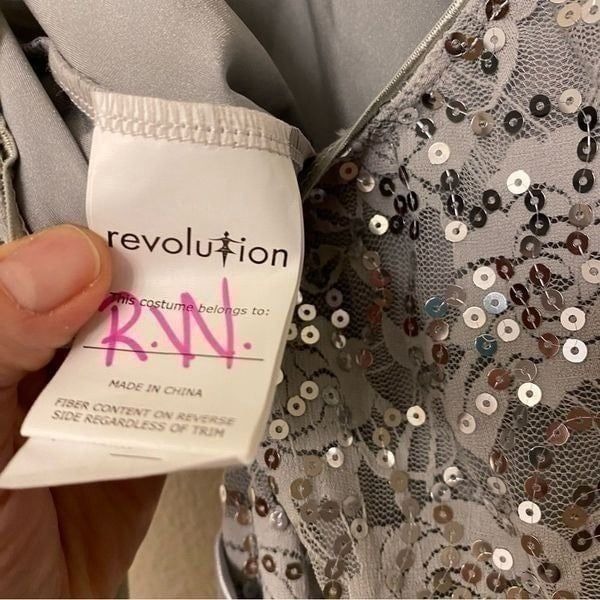 revolution
This costume belongs to:
R.W.
MADE IN CHINA
FIBER CONTENT ON REVERSE
SIDE REGARDLESS OF TRIM